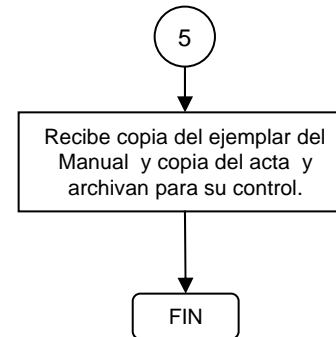 5
Recibe copia del ejemplar del
Manual y copia del acta y
archivan para su control.
FIN